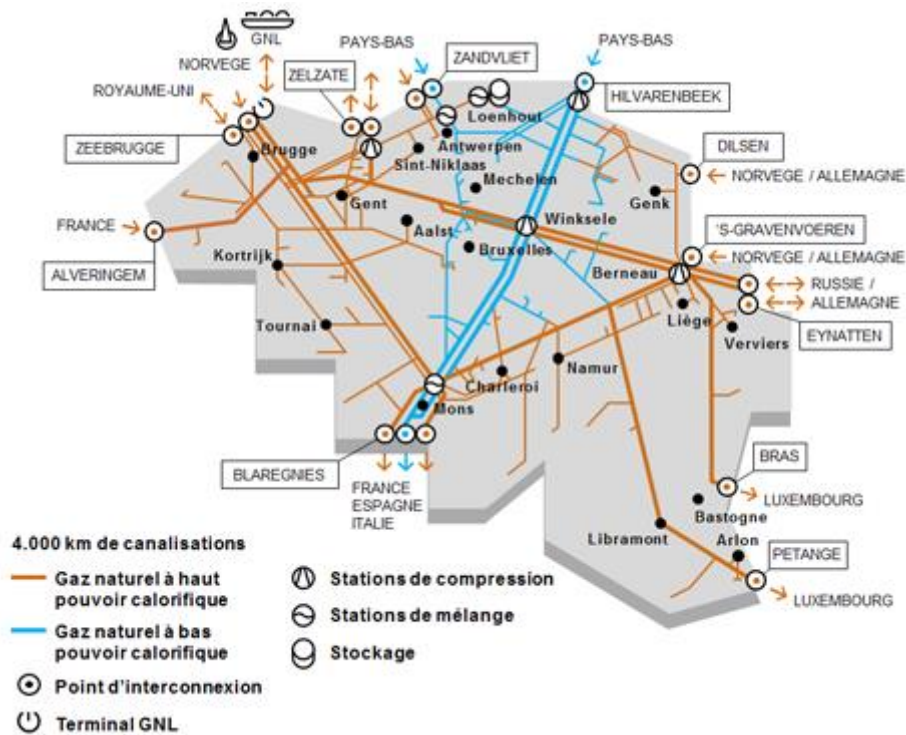 GNL
NORVEGE
PAYS-BAS
ZANDVLIET
PAYS-BAS
ZELZATE
ROYAUME-UNI
HILVARENBEEK
Loenhout
ZEEBRUGGE
Brugge
Antwerpen
Sint-Niklaas
DILSEN
NORVEGE / ALLEMAGNE
Mechelen
Gent
Genk
FRANCE
Aalst
Winksele
'S-GRAVENVOEREN
Bruxelles
NORVEGE / ALLEMAGNE
ALVERINGEM
Kortrijk
Berneau
RUSSIE /
ALLEMAGNE
Liège
EYNATTEN
Tournai
Verviers
Namur
Charleroi
Mons
BLAREGNIES
BRAS
FRANCE
ESPAGNE
ITALIE
LUXEMBOURG
Bastogne
Libramont
Arlon
PETANGE
LUXEMBOURG
4.000 km de canalisations
Gaz naturel à haut
pouvoir calorifique
Gaz naturel à bas
pouvoir calorifique
Point d'interconnexion
Terminal GNL
Stations de compression
Stations de mélange
Stockage